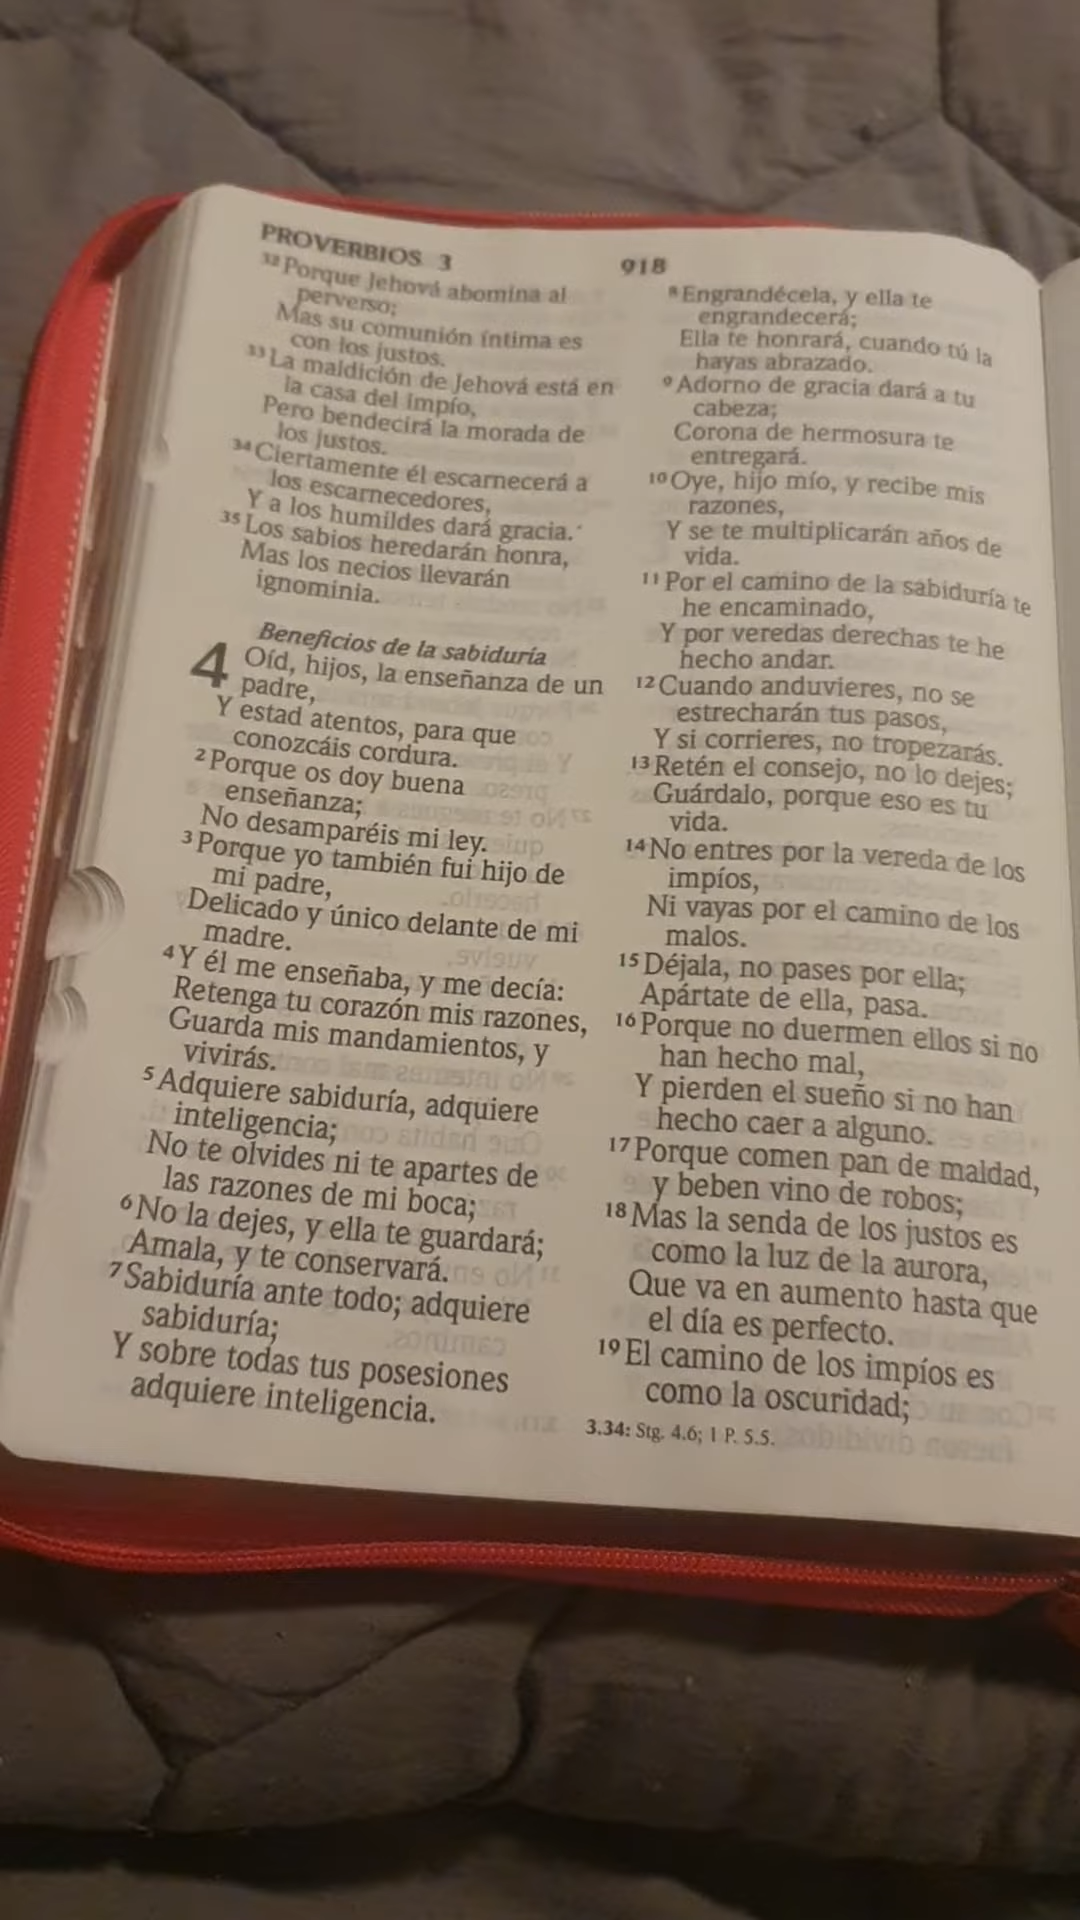 PROVERBIOS 3
918
32 Porque Jehová abomina al
perverso;
Mas su comunión íntima es
con los justos.
33 La maldición de Jehová está en
la casa del impío,
Pero bendecirá la morada de
los justos.
34 Ciertamente él escarnecerá a
los escarnecedores,
Y a los humildes dará gracia.
35 Los sabios heredarán honra,
Mas los necios llevarán
ignominia.
Beneficios de la sabiduría
4 Oíd, hijos, la enseñanza de un
padre,
Y estad atentos, para que
conozcáis cordura.
2 Porque os doy buena
enseñanza;
No desamparéis mi ley.
3 Porque yo también fui hijo de
mi padre,
Delicado y único delante de mi
madre.
4 Y él me enseñaba, y me decía:
Retenga tu corazón mis razones,
Guarda mis mandamientos, y
vivirás.
5 Adquiere sabiduría, adquiere
inteligencia;
No te olvides ni te apartes de
las razones de mi boca;
6 No la dejes, y ella te guardará;
Amala, y te conservará.
7 Sabiduría ante todo; adquiere
sabiduría;
Y sobre todas tus posesiones
adquiere inteligencia.
8 Engrandécela, y ella te
engrandecerá;
Ella te honrará, cuando tú la
hayas abrazado.
9 Adorno de gracia dará a tu
cabeza;
Corona de hermosura te
entregará.
10 Oye, hijo mío, y recibe mis
razones,
Y se te multiplicarán años de
vida.
11 Por el camino de la sabiduría te
he encaminado,
Y por veredas derechas te he
hecho andar.
12 Cuando anduvieres, no se
estrecharán tus pasos,
Y si corrieres, no tropezarás.
13 Retén el consejo, no lo dejes;
Guárdalo, porque eso es tu
vida.
14 No entres por la vereda de los
impíos,
Ni vayas por el camino de los
malos.
15 Déjala, no pases por ella;
Apártate de ella, pasa.
16 Porque no duermen ellos si no
han hecho mal,
Y pierden el sueño si no han
hecho caer a alguno.
17 Porque comen pan de maldad,
y beben vino de robos;
18 Mas la senda de los justos es
como la luz de la aurora,
Que va en aumento hasta que
el día es perfecto.
19 El camino de los impíos es
como la oscuridad;
3.34: Stg. 4.6; 1 P. 5.5.